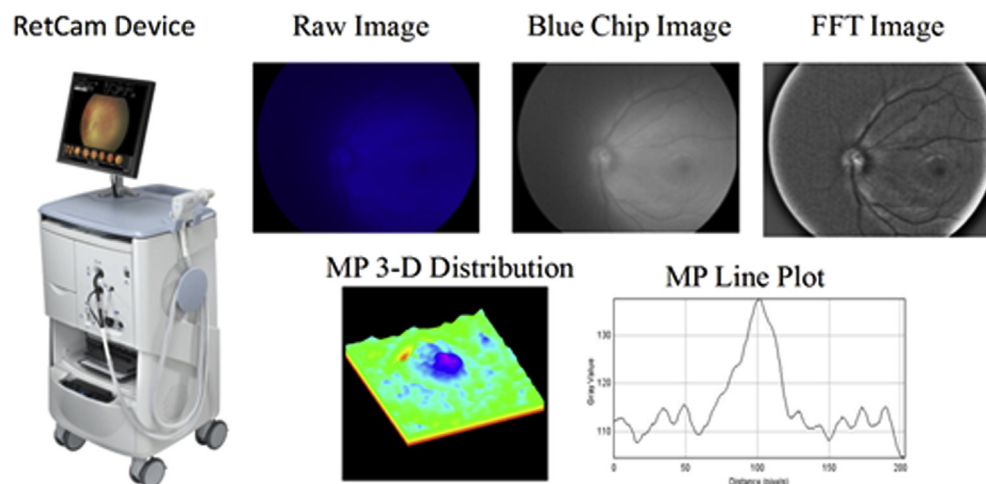 RetCam Device
Raw Image
Blue Chip Image
FFT Image
MP 3-D Distribution
MP Line Plot
130
120
110
Gray Value
0
50
100
150
200
Distance (pixels)